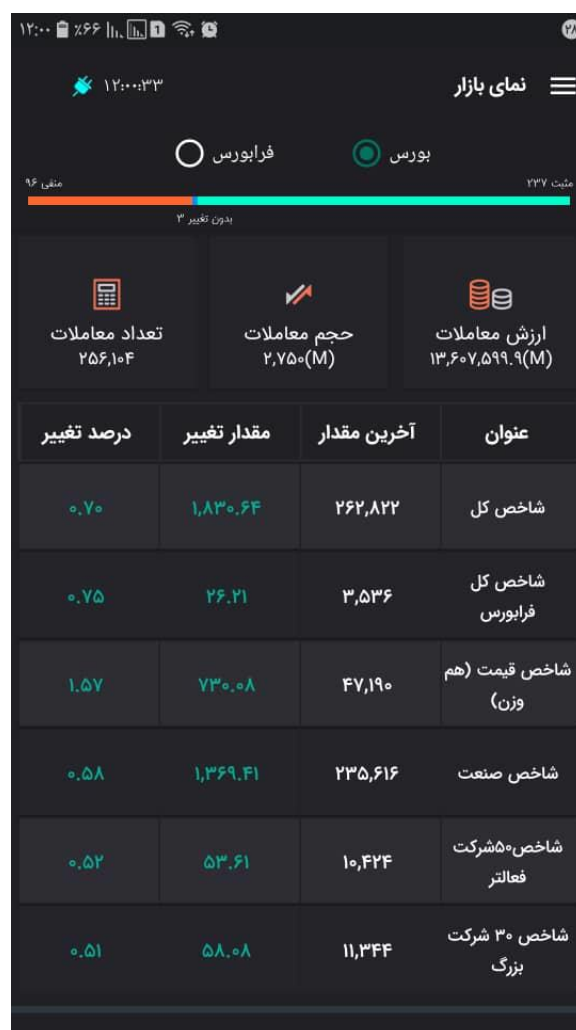 ۱۲:۰۰ ٪۶۶ 1 ۲۸
نمای بازار ۱۲:۰۰:۳۳
بورس فرابورس
مثبت ۲۳۷ منفی ۹۶
بدون تغییر ۳
ارزش معاملات حجم معاملات تعداد معاملات
۱۳,۶۰۷,۵۹۹.۹(M) ۲,۷۵۰(M) ۲۵۶,۱۰۴
عنوان آخرین مقدار مقدار تغییر درصد تغییر
شاخص کل ۲۶۲,۸۲۲ ۱,۸۳۰.۶۴ ۰.۷۰
شاخص کل
فرابورس ۳,۵۳۶ ۲۶.۲۱ ۰.۷۵
شاخص قیمت (هم
وزن) ۴۷,۱۹۰ ۷۳۰.۰۸ ۱.۵۷
شاخص صنعت ۲۳۵,۶۱۶ ۱,۳۶۹.۴۱ ۰.۵۸
شاخص۵۰شرکت
فعالتر ۱۰,۴۲۴ ۵۳.۶۱ ۰.۵۲
شاخص ۳۰ شرکت
بزرگ ۱۱,۳۴۴ ۵۸.۰۸ ۰.۵۱